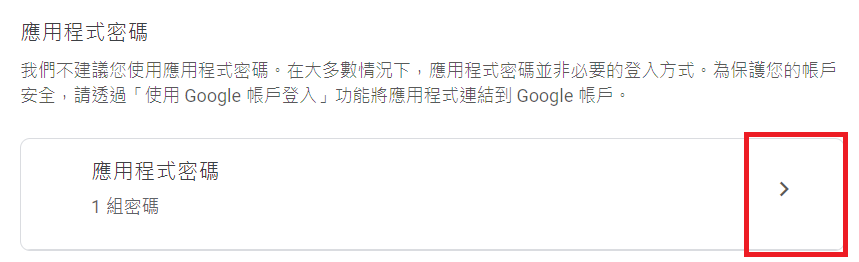 應用程式密碼
我們不建議您使用應用程式密碼。在大多數情況下，應用程式密碼並非必要的登入方式。為保護您的帳戶
安全，請透過「使用 Google 帳戶登入」功能將應用程式連結到 Google 帳戶。
應用程式密碼
1 組密碼